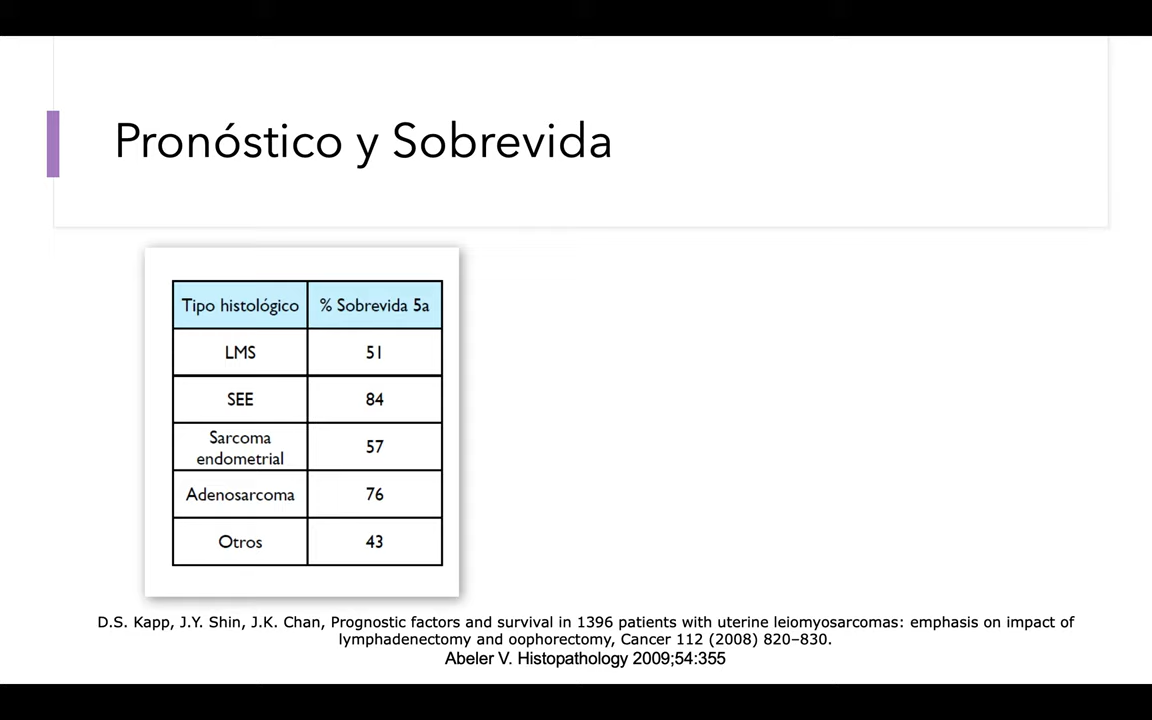 Pronóstico y Sobrevida
Tipo histológico % Sobrevida 5a
LMS 51
SEE 84
Sarcoma
endometrial 57
Adenosarcoma 76
Otros 43
D.S. Kapp, J.Y. Shin, J.K. Chan, Prognostic factors and survival in 1396 patients with uterine leiomyosarcomas: emphasis on impact of
lymphadenectomy and oophorectomy, Cancer 112 (2008) 820–830.
Abeler V. Histopathology 2009;54:355